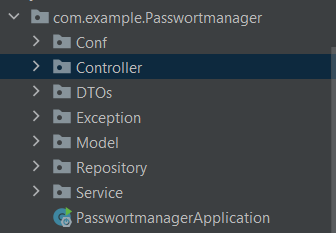 com.example.Passwortmanager
Conf
Controller
DTOs
Exception
Model
Repository
Service
PasswortmanagerApplication